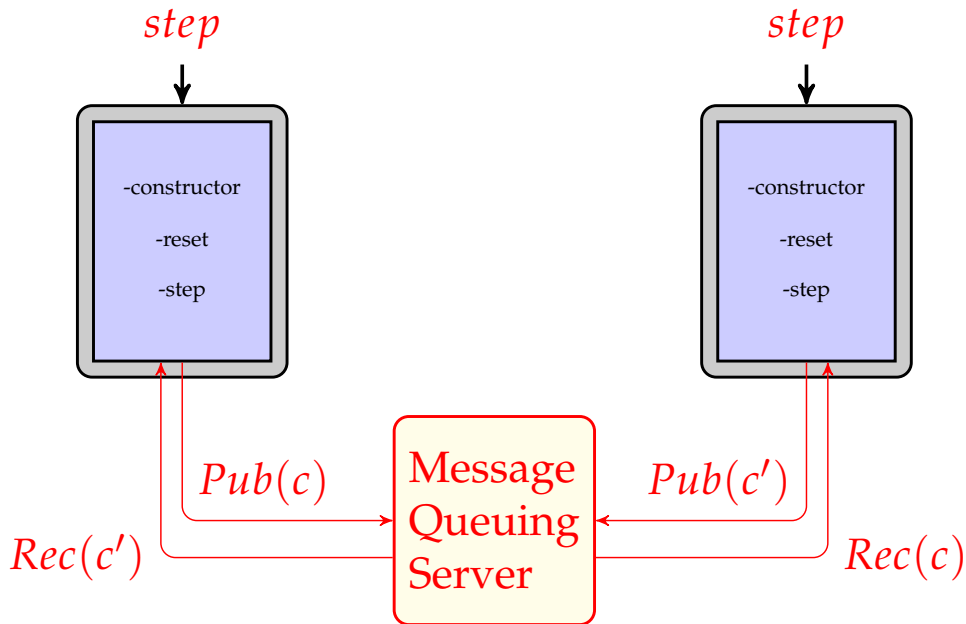 step
step
-constructor
-reset
-step
-constructor
-reset
-step
Pub(c)
Rec(c′)
Message
Queuing
Server
Pub(c′)
Rec(c)